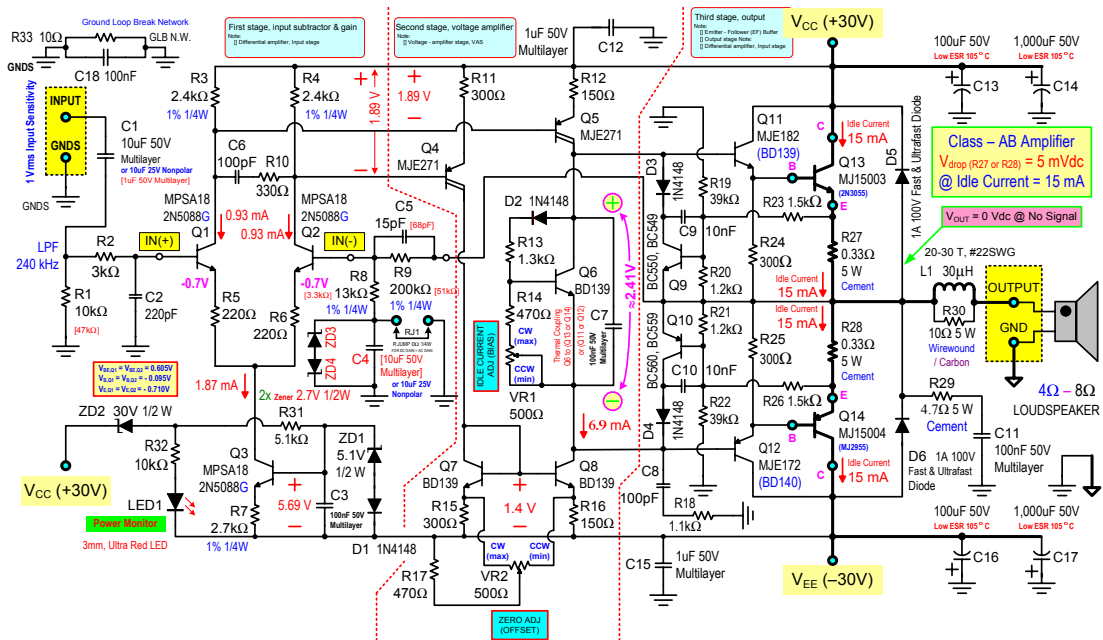 Ground Loop Break Network
R33 10Ω
GLB N.W.
C18 100nF
GNDS
First stage, input subtractor & gain
Note:
[] Differential amplifier, Input stage
Second stage, voltage amplifier
Note:
[] Voltage - amplifier stage, VAS
Third stage, output
Note:
[] Emitter - Follower (EF) Buffer
[] Output stage Note:
[] Differential amplifier, Input stage
1uF 50V
Multilayer
C12
VCC (+30V)
100uF 50V
Low ESR 105°C
C13
1,000uF 50V
Low ESR 105°C
C14
1 Vrms Input Sensitivity
INPUT
GNDS
GNDS
C1
10uF 50V
Multilayer
or 10uF 25V
Nonpolar
[1uF 50V Multilayer]
R3
2.4kΩ
1% 1/4W
R4
2.4kΩ
1% 1/4W
+
1.89 V
−
+
1.89 V
−
R11
300Ω
R12
150Ω
Q5
MJE271
Q4
MJE271
C6
100pF
R10
330Ω
MPSA18
2N5088G
Q1
0.93 mA
0.93 mA
MPSA18
2N5088G
Q2
C5
15pF
[68pF]
LPF
240 kHz
R2
3kΩ
IN(+)
IN(-)
-0.7V
-0.7V
R1
10kΩ
[47kΩ]
C2
220pF
R5
220Ω
R6
220Ω
[3.3kΩ]
R8
13kΩ
1% 1/4W
R9
200kΩ
[51kΩ]
1% 1/4W
RJ1
RJUMP 0Ω 1/4W
FOR DC GAIN = AC GAIN
ZD3
ZD4
C4
[10uF 50V
Multilayer]
or 10uF 25V
Nonpolar
2x Zener 2.7V 1/2W
VBE,Q1 = VBE,Q2 = 0.605V
VB,Q1 = VB,Q2 = - 0.095V
VE,Q1 = VE,Q2 = - 0.710V
1.87 mA
ZD2
30V 1/2 W
R31
5.1kΩ
R32
10kΩ
ZD1
5.1V
1/2 W
Q3
MPSA18
2N5088G
VCC (+30V)
LED1
Power Monitor
3mm, Ultra Red LED
R7
2.7kΩ
1% 1/4W
+
5.69 V
−
C3
100nF 50V
Multilayer
D1 1N4148
D2 1N4148
R13
1.3kΩ
R14
470Ω
CW
(max)
CCW
(min)
VR1
500Ω
IDLE CURRENT
ADJ (BIAS)
Q6
BD139
Thermal Coupling
Q6 to (Q13 or Q14)
or (Q11 or Q12)
C7
100nF 50V
Multilayer
+
≈2.41V
−
6.9 mA
Q7
BD139
Q8
BD139
R15
300Ω
+
1.4 V
−
R16
150Ω
CW
(max)
CCW
(min)
R17
470Ω
VR2
500Ω
ZERO ADJ
(OFFSET)
D3
1N4148
C9
10nF
BC550, BC549
Q9
R19
39kΩ
R20
1.2kΩ
Q10
BC560, BC559
R21
1.2kΩ
C10
10nF
D4
1N4148
R22
39kΩ
C8
100pF
R18
1.1kΩ
C15
1uF 50V
Multilayer
Q11
MJE182
(BD139)
R23 1.5kΩ
R24
300Ω
R25
300Ω
R26 1.5kΩ
Q12
MJE172
(BD140)
C
Idle Current
15 mA
B
Q13
MJ15003
(2N3055)
E
R27
0.33Ω
5 W
Cement
Idle Current
15 mA
Idle Current
15 mA
R28
0.33Ω
5 W
Cement
E
B
Q14
MJ15004
(MJ2955)
C
Idle Current
15 mA
D5
1A 100V Fast & Ultrafast Diode
Class – AB Amplifier
Vdrop (R27 or R28) = 5 mVdc
@ Idle Current = 15 mA
VOUT = 0 Vdc @ No Signal
20-30 T, #22SWG
L1 30µH
R30
10Ω 5 W
Wirewound
/ Carbon
OUTPUT
GND
4Ω – 8Ω
LOUDSPEAKER
R29
4.7Ω 5 W
Cement
C11
100nF 50V
Multilayer
D6 1A 100V
Fast & Ultrafast
Diode
VEE (–30V)
100uF 50V
Low ESR 105°C
C16
1,000uF 50V
Low ESR 105°C
C17